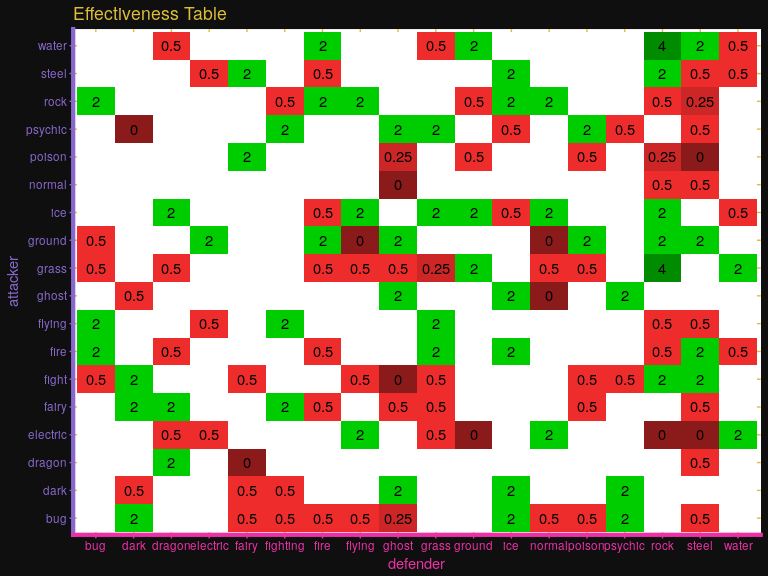 Effectiveness Table
water 0.5 2 0.5 2 4 2 0.5
steel 0.5 2 0.5 2 2 0.5 0.5
rock 2 0.5 2 2 0.5 2 2 0.5 0.25
psychic 0 2 2 2 0.5 2 0.5 0.5
poison 2 0.25 0.5 0.5 0.25 0
normal 0 0.5 0.5
ice 2 0.5 2 2 2 0.5 2 2 0.5
ground 0.5 2 2 0 2 0 2 2 2
grass 0.5 0.5 0.5 0.5 0.5 0.25 2 0.5 0.5 4 2
ghost 0.5 2 2 0 2
flying 2 0.5 2 2 0.5 0.5
fire 2 0.5 0.5 2 2 0.5 2 0.5
fight 0.5 2 0.5 0.5 0 0.5 0.5 0.5 2 2
fairy 2 2 2 0.5 0.5 0.5 0.5 0.5
electric 0.5 0.5 2 0.5 0 2 0 0 2
dragon 2 0 0.5
dark 0.5 0.5 0.5 2 2 2
bug 2 0.5 0.5 0.5 0.5 0.25 2 0.5 0.5 2 0.5
bug dark dragon electric fairy fighting fire flying ghost grass ground ice normal poison psychic rock steel water
defender
attacker